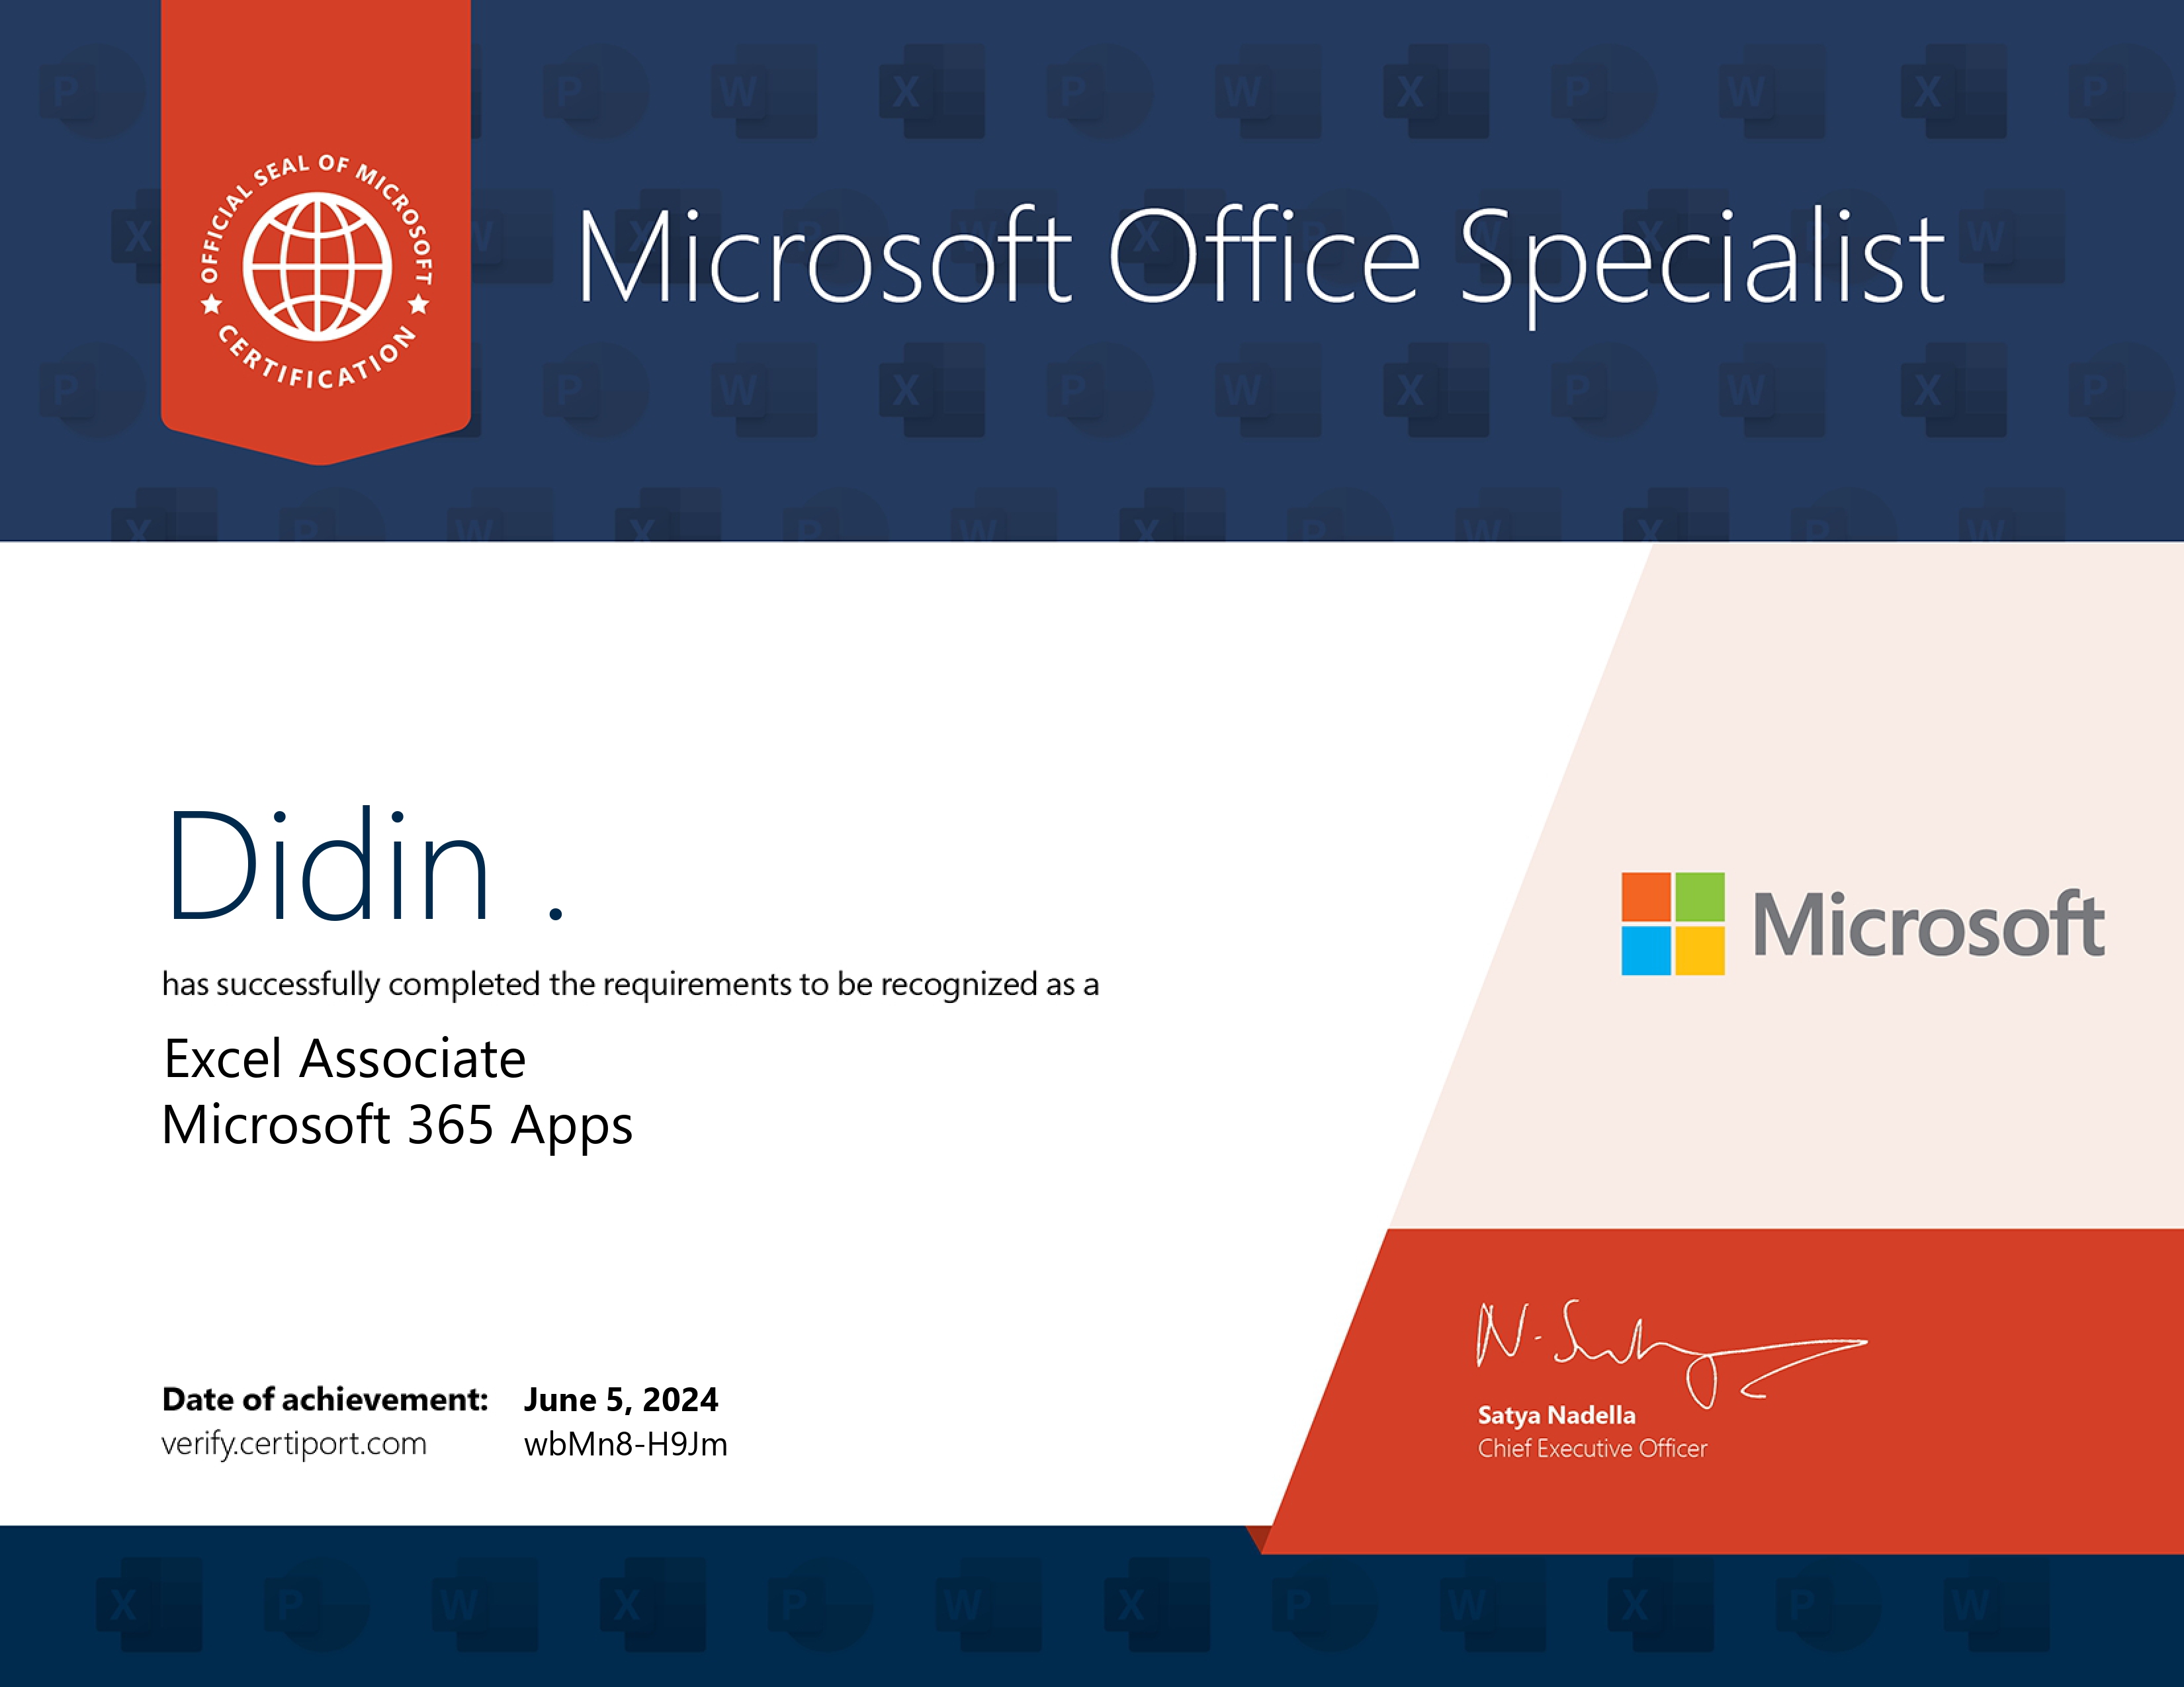 OFFICIAL SEAL OF MICROSOFT
CERTIFICATION
Microsoft Office Specialist
Didin .
has successfully completed the requirements to be recognized as a
Excel Associate
Microsoft 365 Apps
Microsoft
Date of achievement: June 5, 2024
verify.certiport.com wbMn8-H9Jm
Satya Nadella
Chief Executive Officer